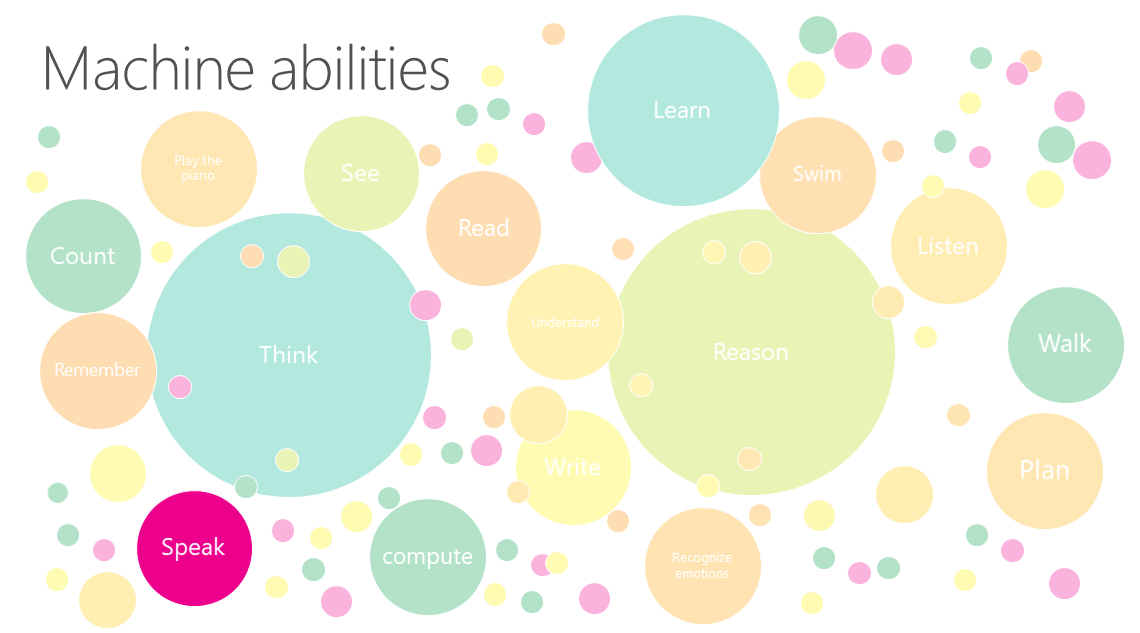 Machine abilities
Learn
Play the
piano
See
Swim
Read
Count
Listen
Understand
Think
Reason
Walk
Remember
Write
Plan
Speak
compute
Recognize
emotions